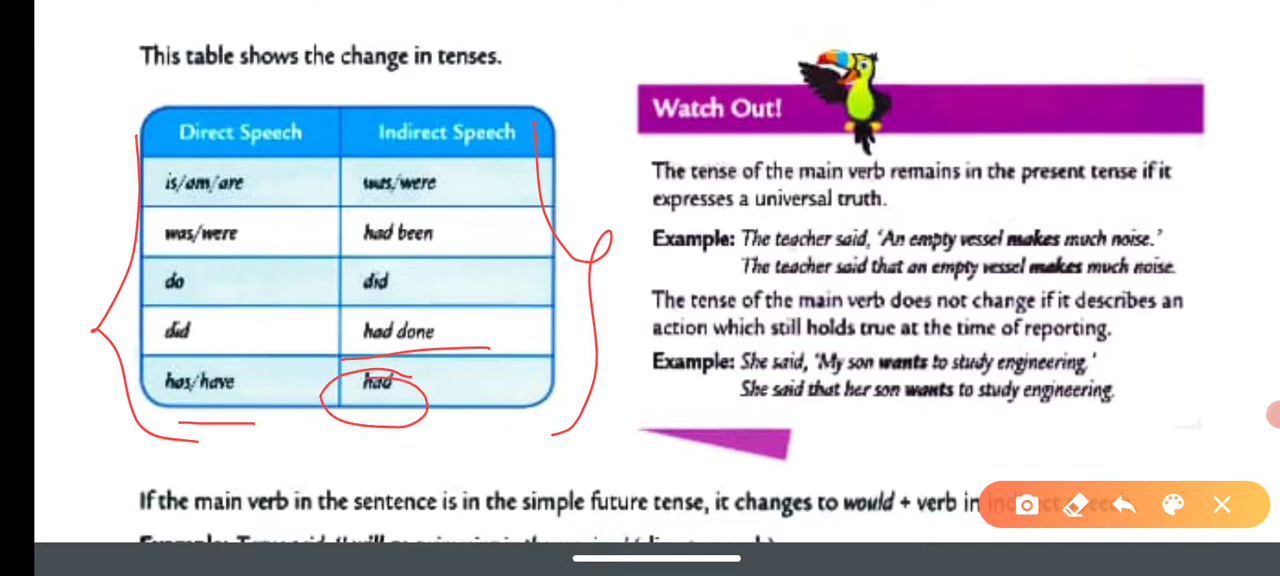 This table shows the change in tenses.
Direct Speech Indirect Speech
is/am/are was/were
was/were had been
do did
did had done
has/have had
Watch Out!
The tense of the main verb remains in the present tense if it
expresses a universal truth.
Example: The teacher said, ‘An empty vessel makes much noise.’
The teacher said that an empty vessel makes much noise.
The tense of the main verb does not change if it describes an
action which still holds true at the time of reporting.
Example: She said, ‘My son wants to study engineering.’
She said that her son wants to study engineering.
If the main verb in the sentence is in the simple future tense, it changes to would + verb in